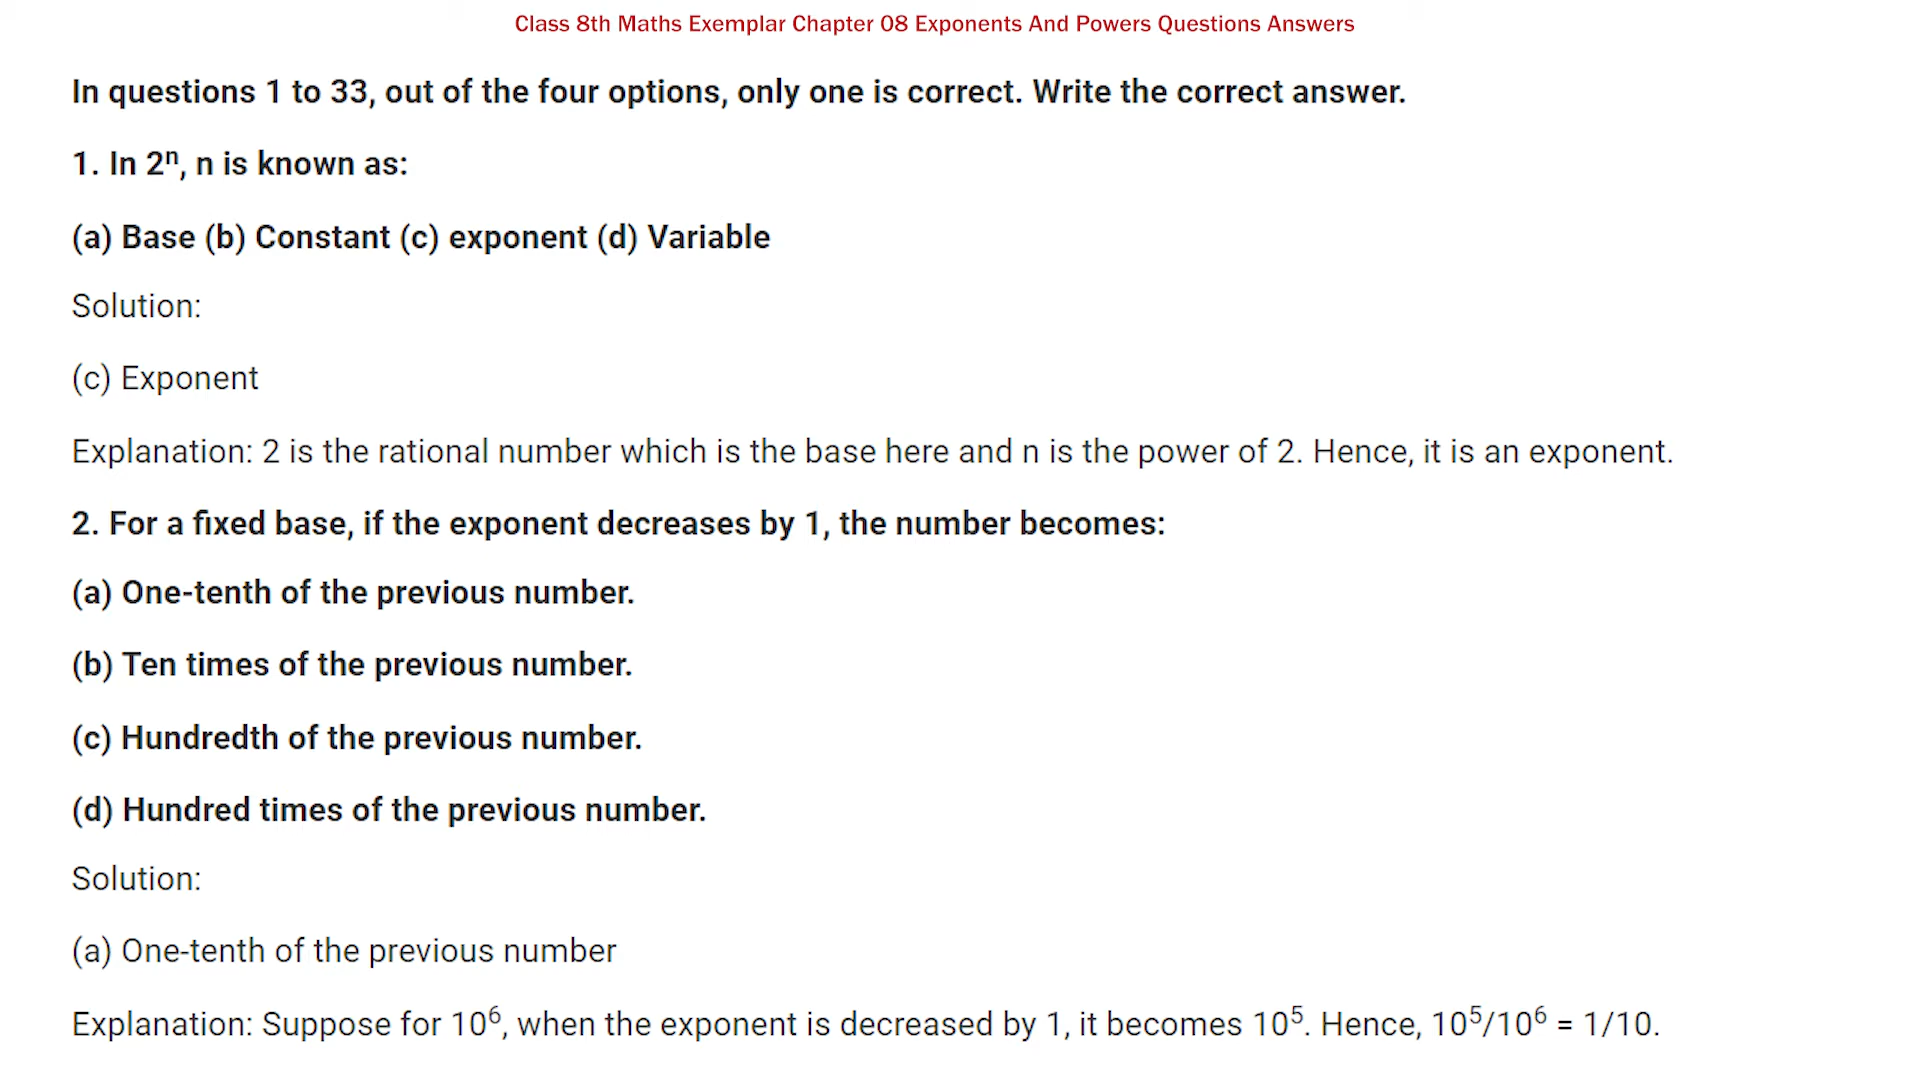 Class 8th Maths Exemplar Chapter 08 Exponents And Powers Questions Answers
In questions 1 to 33, out of the four options, only one is correct. Write the correct answer.
1. In 2ⁿ, n is known as:
(a) Base (b) Constant (c) exponent (d) Variable
Solution:
(c) Exponent
Explanation: 2 is the rational number which is the base here and n is the power of 2. Hence, it is an exponent.
2. For a fixed base, if the exponent decreases by 1, the number becomes:
(a) One-tenth of the previous number.
(b) Ten times of the previous number.
(c) Hundredth of the previous number.
(d) Hundred times of the previous number.
Solution:
(a) One-tenth of the previous number
Explanation: Suppose for 10⁶, when the exponent is decreased by 1, it becomes 10⁵. Hence, 10⁵/10⁶ = 1/10.